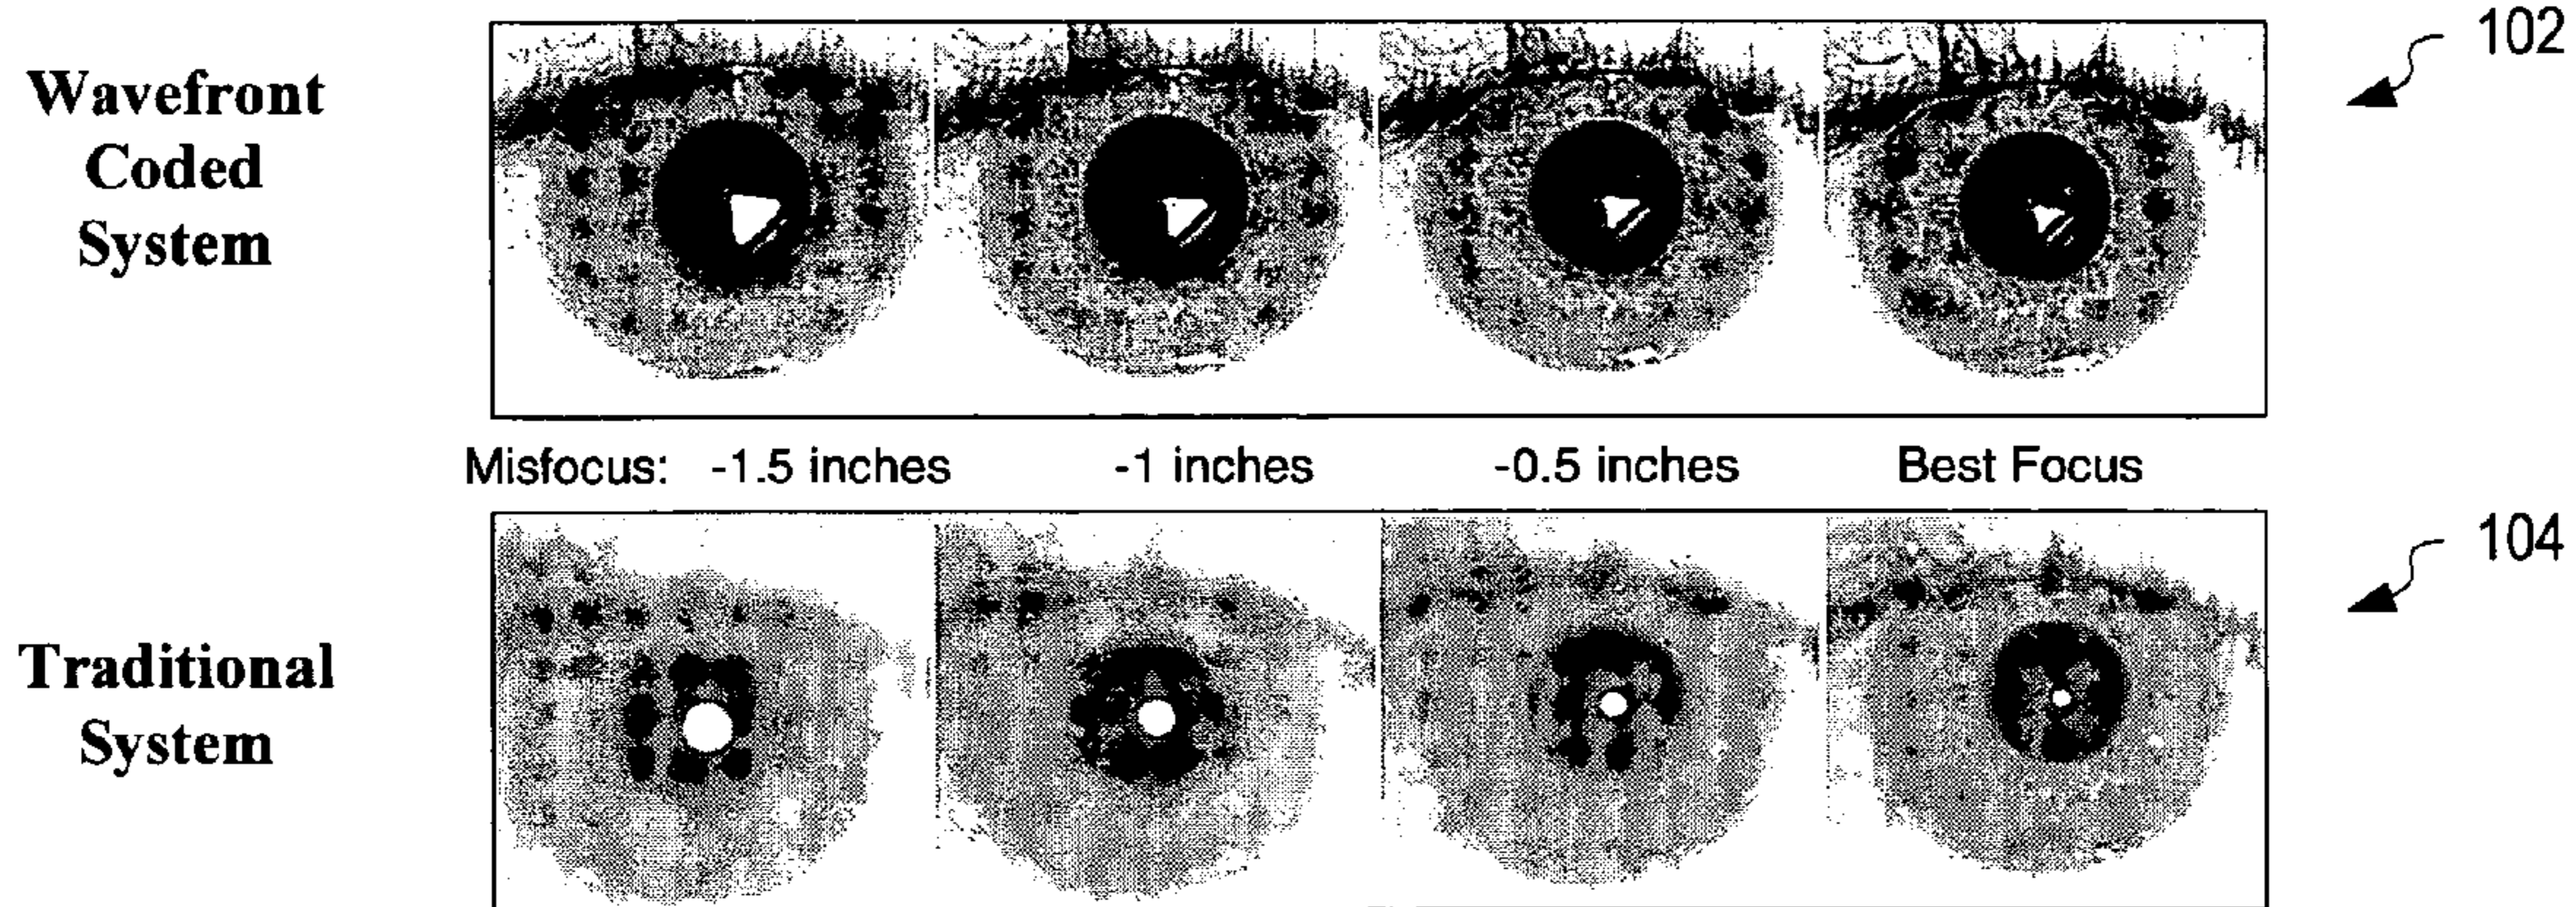 102
Wavefront
Coded
System
Misfocus: -1.5 inches -1 inches -0.5 inches Best Focus
104
Traditional
System